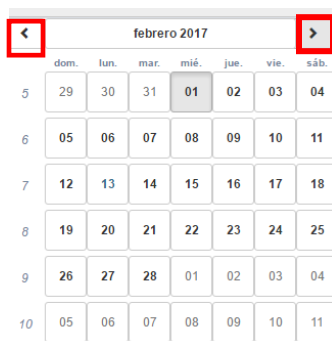 < febrero 2017 >
dom. lun. mar. mié. jue. vie. sáb.
5 29 30 31 01 02 03 04
6 05 06 07 08 09 10 11
7 12 13 14 15 16 17 18
8 19 20 21 22 23 24 25
9 26 27 28 01 02 03 04
10 05 06 07 08 09 10 11